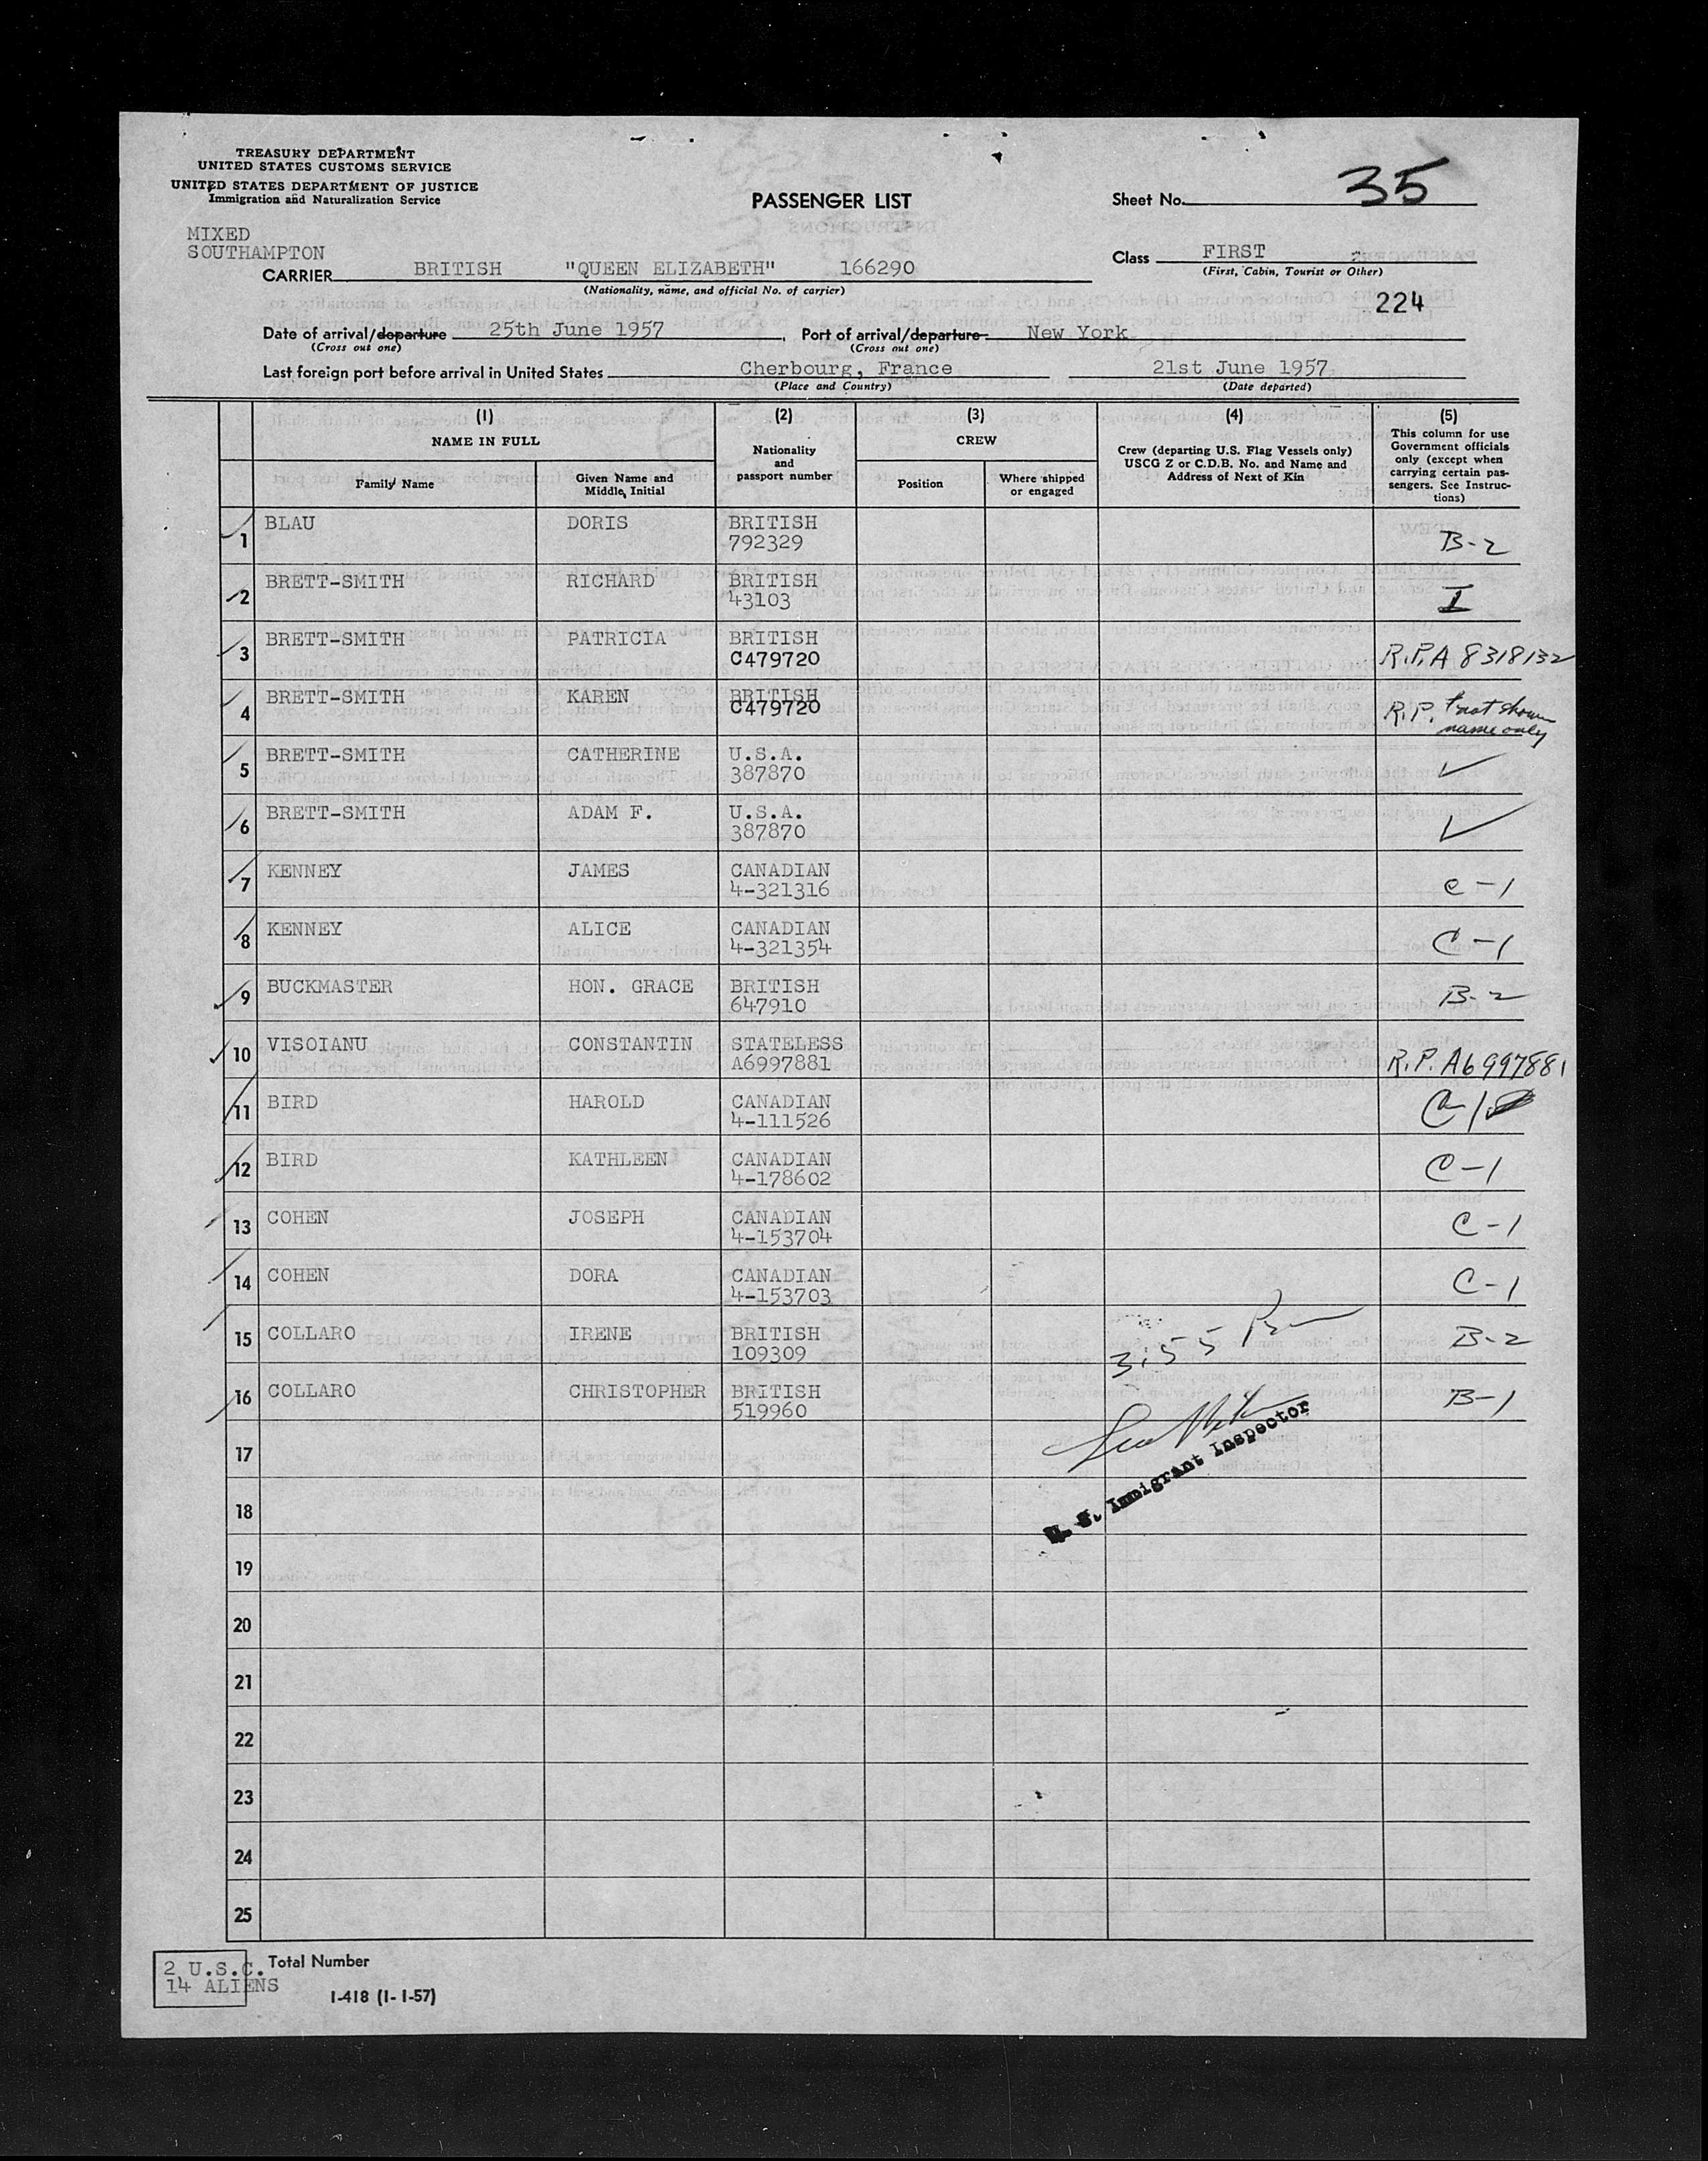 TREASURY DEPARTMENT
UNITED STATES CUSTOMS SERVICE
UNITED STATES DEPARTMENT OF JUSTICE
Immigration and Naturalization Service
PASSENGER LIST
Sheet No. 35
MIXED
SOUTHAMPTON
CARRIER BRITISH "QUEEN ELIZABETH" 166290
(Nationality, name, and official No. of carrier)
Class FIRST
(First, Cabin, Tourist or Other)
224
Date of arrival/departure 25th June 1957, Port of arrival/departure New York
(Cross out one) (Cross out one)
Last foreign port before arrival in United States Cherbourg, France 21st June 1957
(Place and Country) (Date departed)
(1) (2) (3) (4) (5)
NAME IN FULL
Family Name
Given Name and
Middle Initial
Nationality
and
passport number
CREW
Position
Where shipped
or engaged
Crew (departing U.S. Flag Vessels only)
USCG Z or C.D.B. No. and Name and
Address of Next of Kin
This column for use
Government officials
only (except when
carrying certain pas-
sengers. See Instruc-
tions)
1 BLAU DORIS BRITISH
792329 B-2
2 BRETT-SMITH RICHARD BRITISH
43103 I
3 BRETT-SMITH PATRICIA BRITISH
C479720 R.P.A 8318132
4 BRETT-SMITH KAREN BRITISH
C479720 R.P. # not shown
name only
5 BRETT-SMITH CATHERINE U.S.A.
387870 ✓
6 BRETT-SMITH ADAM F. U.S.A.
387870 ✓
7 KENNEY JAMES CANADIAN
4-321316 C-1
8 KENNEY ALICE CANADIAN
4-321354 C-1
9 BUCKMASTER HON. GRACE BRITISH
647910 B-2
10 VISOIANU CONSTANTIN STATELESS
A6997881 R.P. A6997881
11 BIRD HAROLD CANADIAN
4-111526 C-1
12 BIRD KATHLEEN CANADIAN
4-178602 C-1
13 COHEN JOSEPH CANADIAN
4-153704 C-1
14 COHEN DORA CANADIAN
4-153703 C-1
15 COLLARO IRENE BRITISH
109309 3:55 Pm B-2
16 COLLARO CHRISTOPHER BRITISH
519960 B-1
U. S. Immigrant Inspector
17
18
19
20
21
22
23
24
25
2 U.S.C. Total Number
14 ALIENS
I-418 (1-1-57)